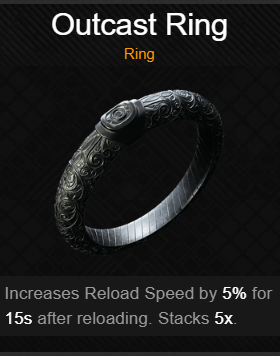 Outcast Ring
Ring
Increases Reload Speed by 5% for
15s after reloading. Stacks 5x.